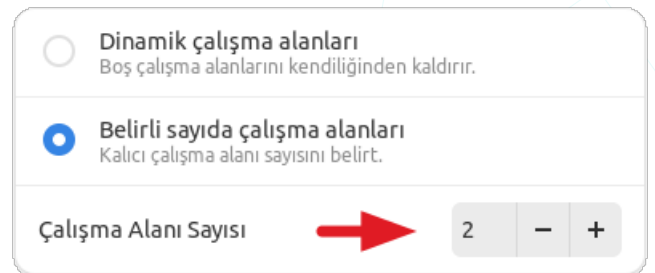 Dinamik çalışma alanları
Boş çalışma alanlarını kendiliğinden kaldırır.
Belirli sayıda çalışma alanları
Kalıcı çalışma alanı sayısını belirt.
Çalışma Alanı Sayısı 2 − +